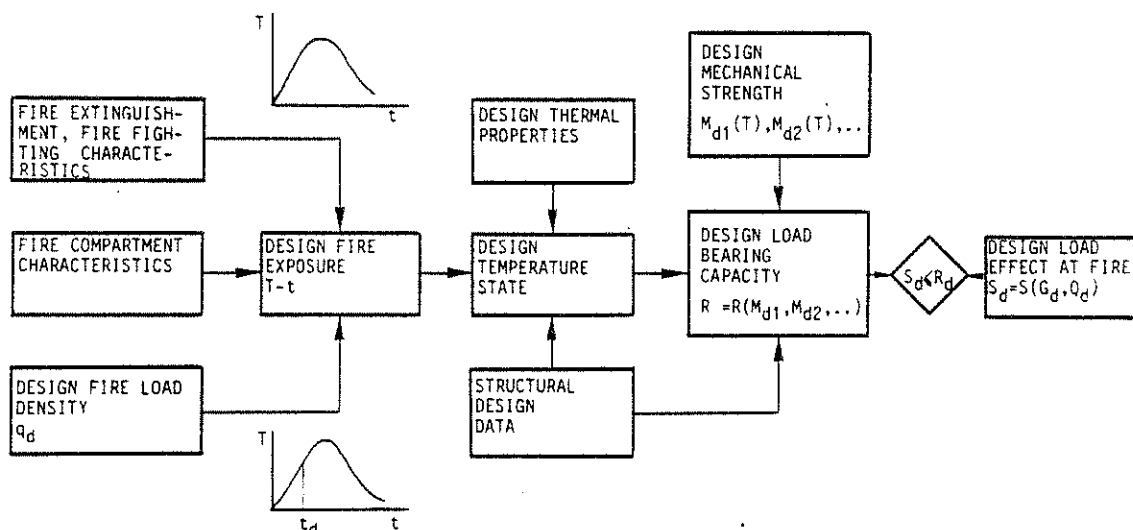 T
t
FIRE EXTINGUISH-
MENT, FIRE FIGH-
TING CHARACTE-
RISTICS
DESIGN THERMAL
PROPERTIES
DESIGN
MECHANICAL
STRENGTH
M_d1(T),M_d2(T),..
FIRE COMPARTMENT
CHARACTERISTICS
DESIGN FIRE
EXPOSURE
T-t
DESIGN
TEMPERATURE
STATE
DESIGN LOAD
BEARING
CAPACITY
R =R(M_d1,M_d2,..)
S_d≤R_d
DESIGN LOAD
EFFECT AT FIRE
S_d=S(G_d,Q_d)
DESIGN FIRE LOAD
DENSITY
q_d
STRUCTURAL
DESIGN
DATA
T
t_d
t